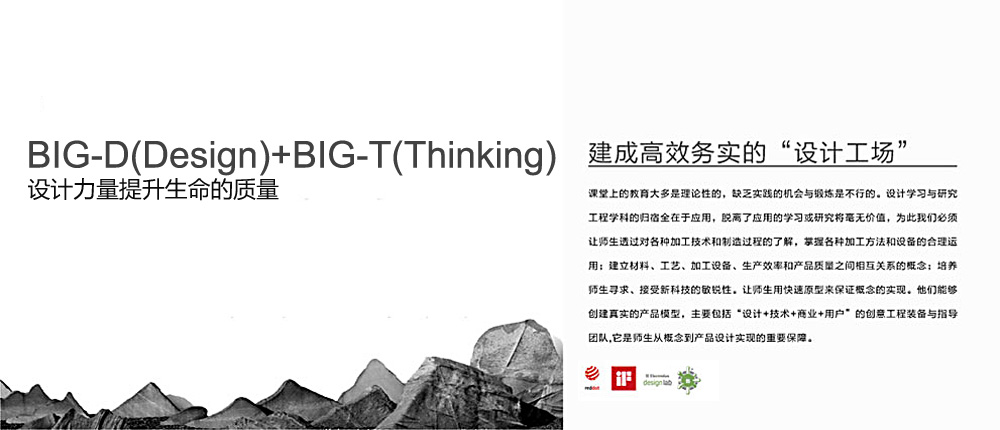 BIG-D(Design)+BIG-T(Thinking)
设计力量提升生命的质量
建成高效务实的“设计工场”
课堂上的教育大多是理论性的，缺乏实践的机会与锻炼是不行的。设计学习与研究
工程学科的归宿全在于应用，脱离了应用的学习或研究将毫无价值，为此我们必须
让师生透过对各种加工技术和制造过程的了解，掌握各种加工方法和设备的合理运
用；建立材料、工艺、加工设备、生产效率和产品质量之间相互关系的概念；培养
师生寻求、接受新科技的敏锐性。让师生用快速原型来保证概念的实现。他们能够
创建真实的产品模型，主要包括“设计+技术+商业+用户”的创意工程装备与指导
团队,它是师生从概念到产品设计实现的重要保障。
reddot
iF
Electrolux
designlab